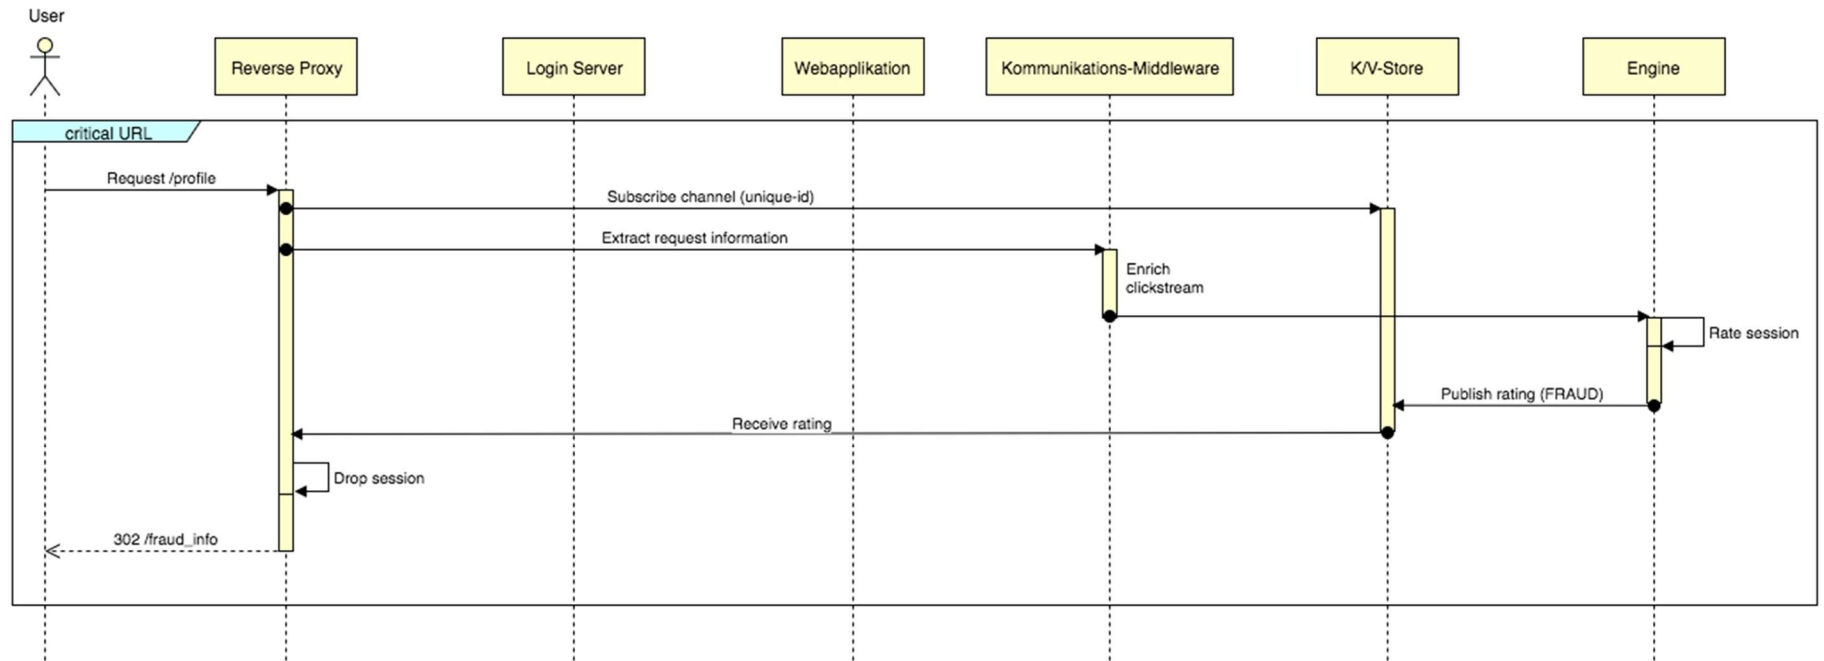 User
Reverse Proxy
Login Server
Webapplikation
Kommunikations-Middleware
K/V-Store
Engine
critical URL
Request /profile
Subscribe channel (unique-id)
Extract request information
Enrich
clickstream
Rate session
Publish rating (FRAUD)
Receive rating
Drop session
302 /fraud_info